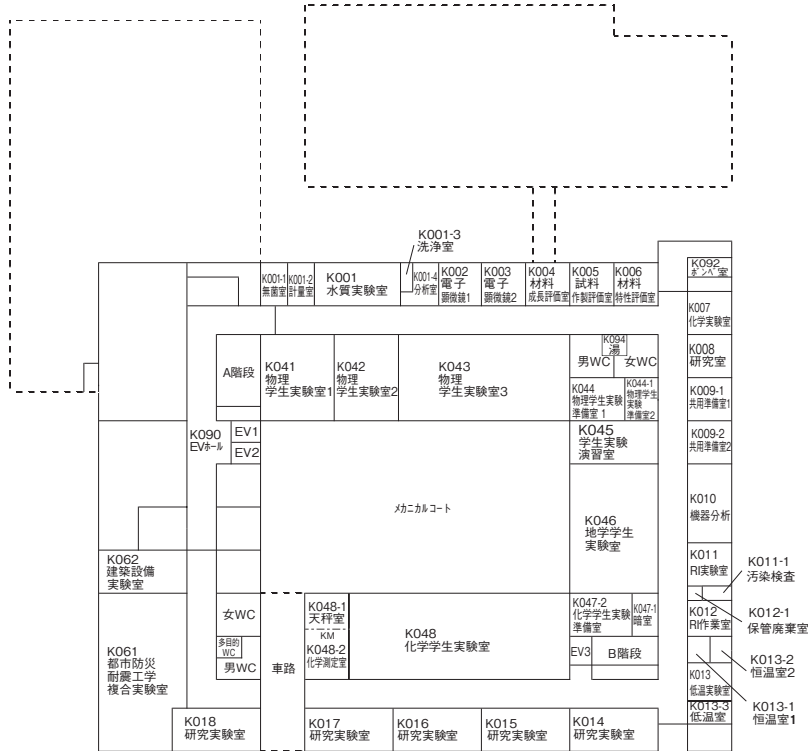 K001-3
洗浄室
K001-1
無菌室
K001-2
計量室
K001
水質実験室
K001-4
分析室
K002
電子
顕微鏡1
K003
電子
顕微鏡2
K004
材料
成長評価室
K005
試料
作製評価室
K006
材料
特性評価室
K092
ボンベ室
K007
化学実験室
K008
研究室
K009-1
共用準備室1
K009-2
共用準備室2
K010
機器分析
K011
RI実験室
K011-1
汚染検査
K012
RI作業室
K012-1
保管廃棄室
K013-2
恒温室2
K013
低温実験室
K013-1
恒温室1
K013-3
低温室
A階段
K041
物理
学生実験室1
K042
物理
学生実験室2
K043
物理
学生実験室3
K094
湯
男WC
女WC
K044
物理学生実験
準備室 1
K044-1
物理学生
実験
準備室2
K045
学生実験
演習室
K090
EVホール
EV1
EV2
メカニカルコート
K046
地学学生
実験室
K062
建築設備
実験室
K061
都市防災
耐震工学
複合実験室
女WC
多目的
WC
男WC
車路
K048-1
天秤室
KM
K048-2
化学測定室
K048
化学学生実験室
K047-2
化学学生実験
準備室
K047-1
暗室
EV3
B階段
K018
研究実験室
K017
研究実験室
K016
研究実験室
K015
研究実験室
K014
研究実験室